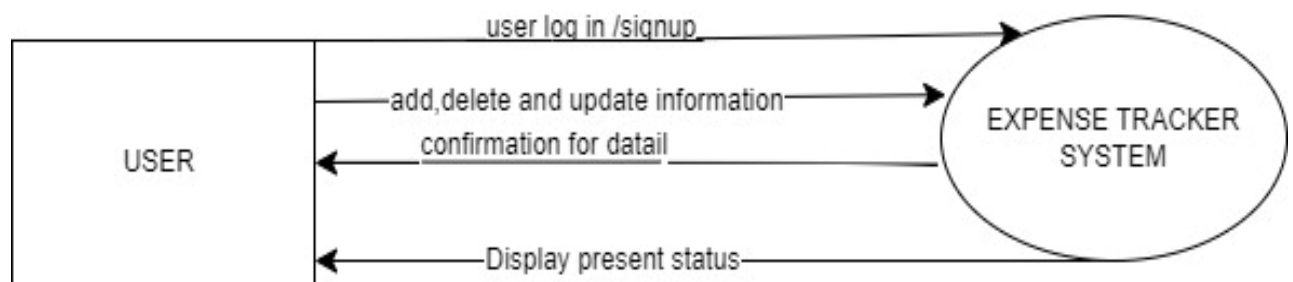 user log in /signup
add,delete and update information
confirmation for datail
USER
EXPENSE TRACKER
SYSTEM
Display present status